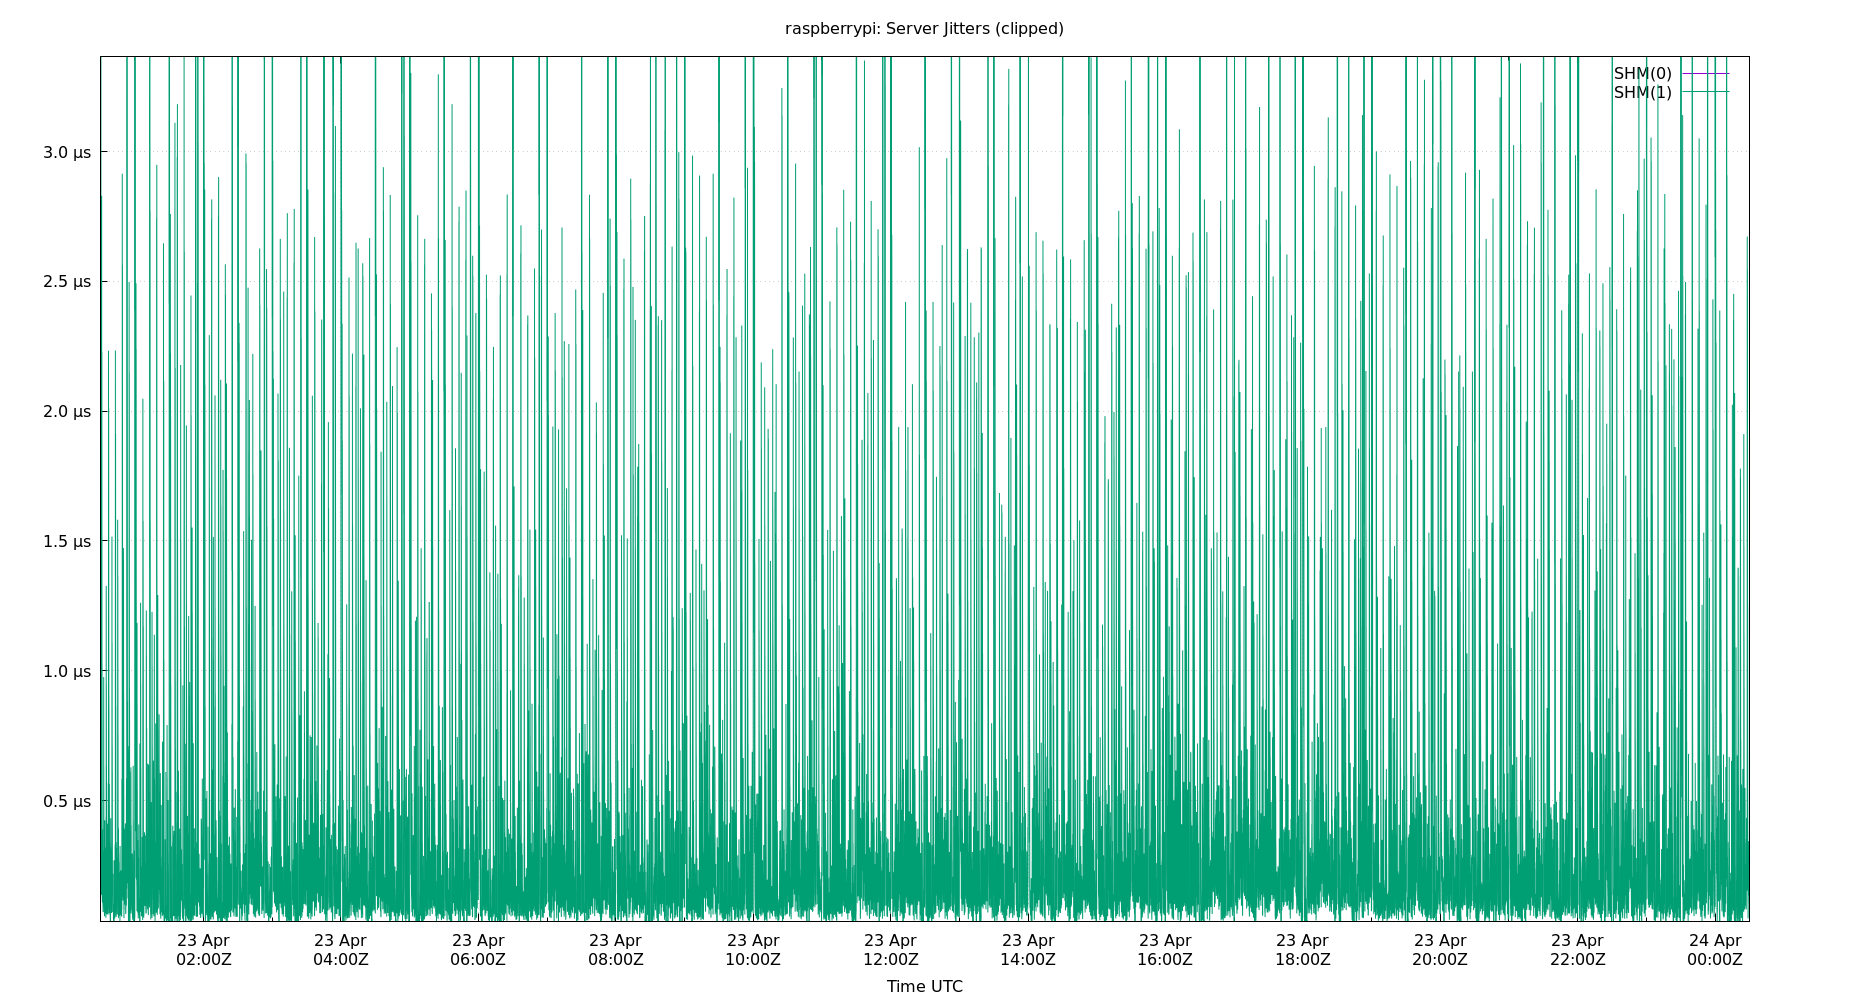 raspberrypi: Server Jitters (clipped)
SHM(0)
SHM(1)
3.0 µs
2.5 µs
2.0 µs
1.5 µs
1.0 µs
0.5 µs
23 Apr 23 Apr 23 Apr 23 Apr 23 Apr 23 Apr 23 Apr 23 Apr 23 Apr 23 Apr 23 Apr 24 Apr
02:00Z 04:00Z 06:00Z 08:00Z 10:00Z 12:00Z 14:00Z 16:00Z 18:00Z 20:00Z 22:00Z 00:00Z
Time UTC